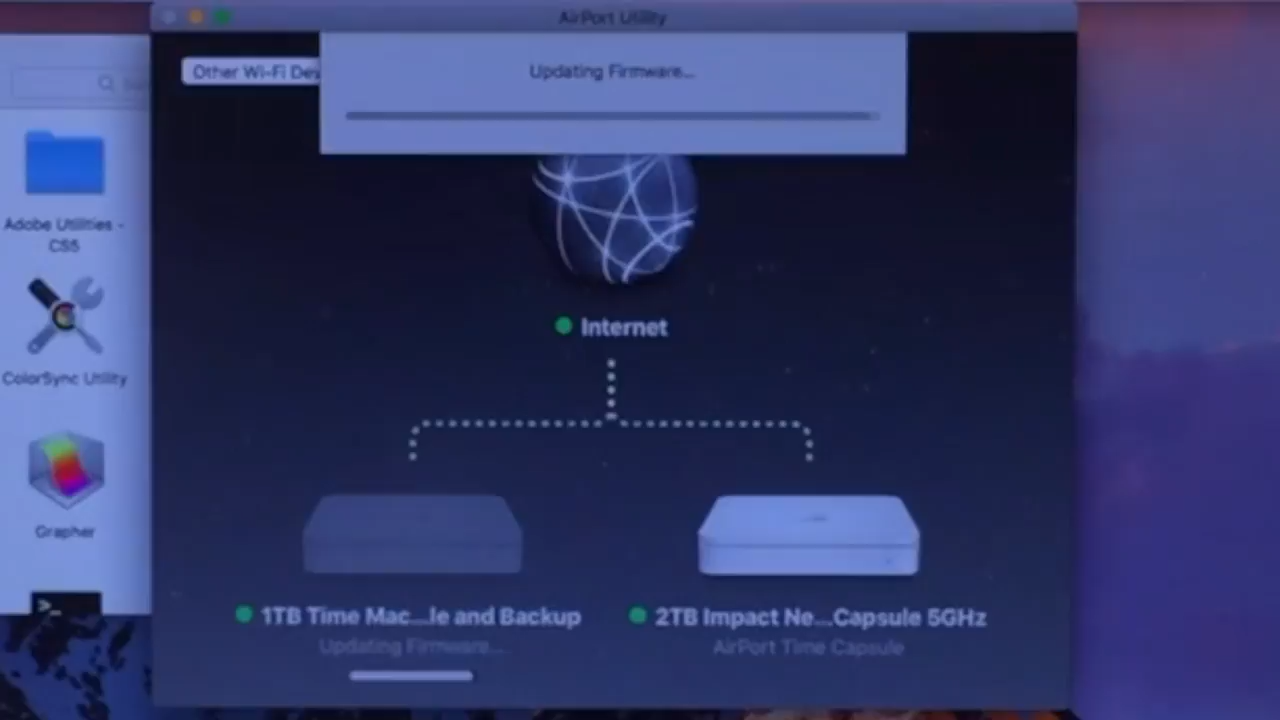 AirPort Utility
Other Wi-Fi Dev
Updating Firmware...
Adobe Utilities -
CS5
ColorSync Utility
Grapher
>_
Internet
1TB Time Mac...le and Backup
Updating Firmware...
2TB Impact Ne...Capsule 5GHz
AirPort Time Capsule